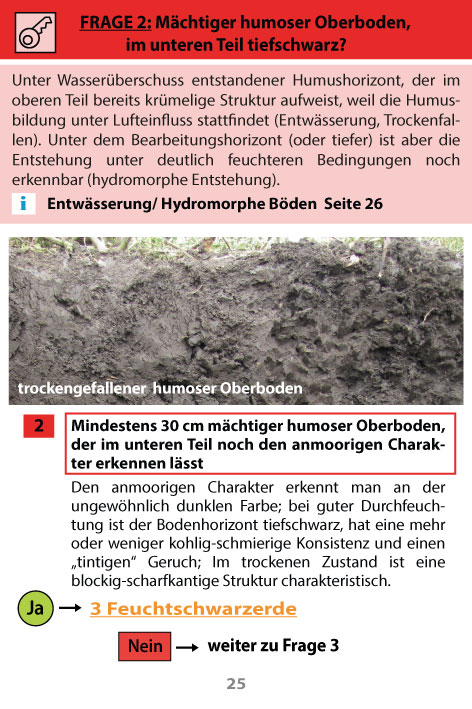 FRAGE 2: Mächtiger humoser Oberboden,
im unteren Teil tiefschwarz?
Unter Wasserüberschuss entstandener Humushorizont, der im
oberen Teil bereits krümelige Struktur aufweist, weil die Humus-
bildung unter Lufteinfluss stattfindet (Entwässerung, Trockenfal-
len). Unter dem Bearbeitungshorizont (oder tiefer) ist aber die
Entstehung unter deutlich feuchteren Bedingungen noch
erkennbar (hydromorphe Entstehung).
i Entwässerung/ Hydromorphe Böden Seite 26
trockengefallener humoser Oberboden
2 Mindestens 30 cm mächtiger humoser Oberboden,
der im unteren Teil noch den anmoorigen Charak-
ter erkennen lässt
Den anmoorigen Charakter erkennt man an der
ungewöhnlich dunklen Farbe; bei guter Durchfeuch-
tung ist der Bodenhorizont tiefschwarz, hat eine mehr
oder weniger kohlig-schmierige Konsistenz und einen
„tintigen“ Geruch; Im trockenen Zustand ist eine
blockig-scharfkantige Struktur charakteristisch.
Ja → 3 Feuchtschwarzerde
Nein → weiter zu Frage 3
25